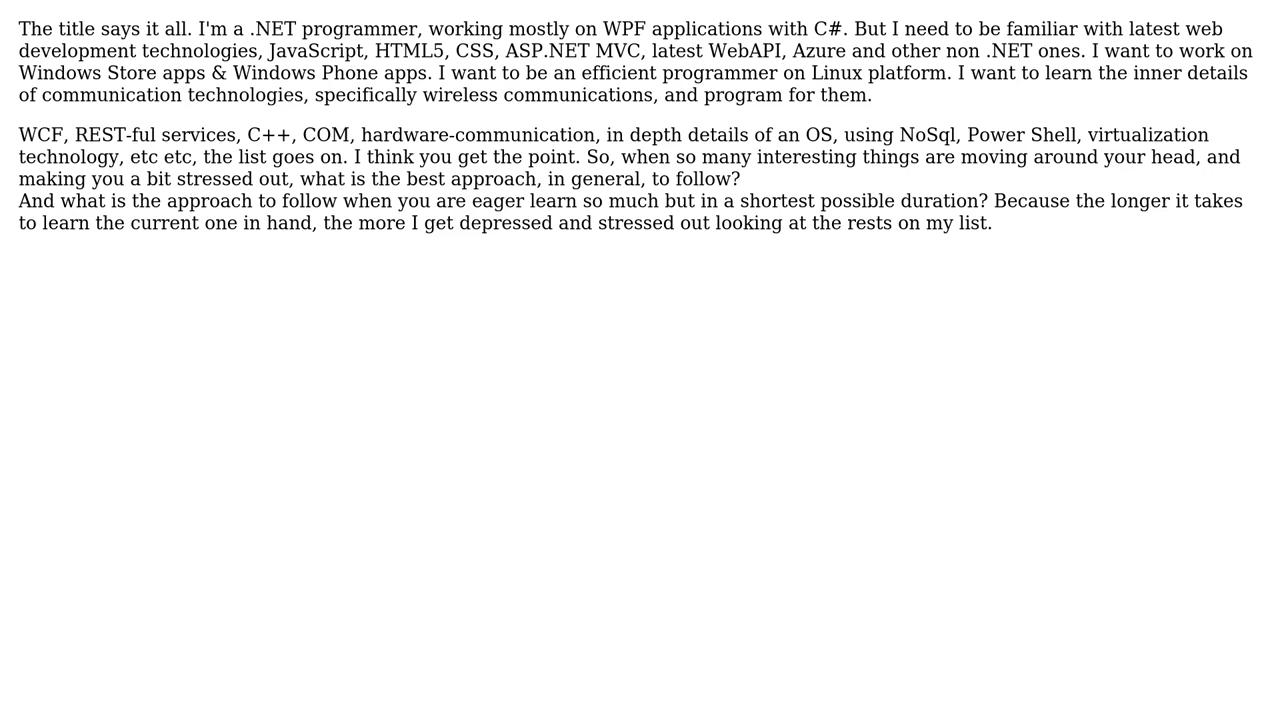 The title says it all. I'm a .NET programmer, working mostly on WPF applications with C#. But I need to be familiar with latest web
development technologies, JavaScript, HTML5, CSS, ASP.NET MVC, latest WebAPI, Azure and other non .NET ones. I want to work on
Windows Store apps & Windows Phone apps. I want to be an efficient programmer on Linux platform. I want to learn the inner details
of communication technologies, specifically wireless communications, and program for them.
WCF, REST-ful services, C++, COM, hardware-communication, in depth details of an OS, using NoSql, Power Shell, virtualization
technology, etc etc, the list goes on. I think you get the point. So, when so many interesting things are moving around your head, and
making you a bit stressed out, what is the best approach, in general, to follow?
And what is the approach to follow when you are eager learn so much but in a shortest possible duration? Because the longer it takes
to learn the current one in hand, the more I get depressed and stressed out looking at the rests on my list.